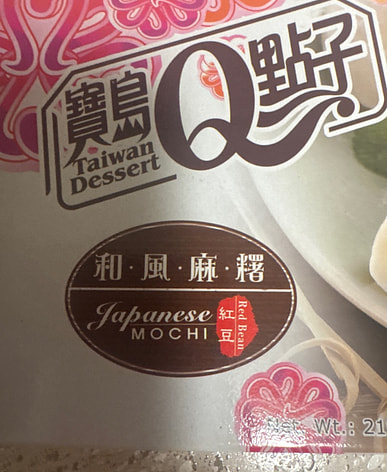 寶島Q點子
Taiwan
Dessert
和·風·麻·糬
Japanese
MOCHI
紅豆
Red Bean
Net. Wt.: 21